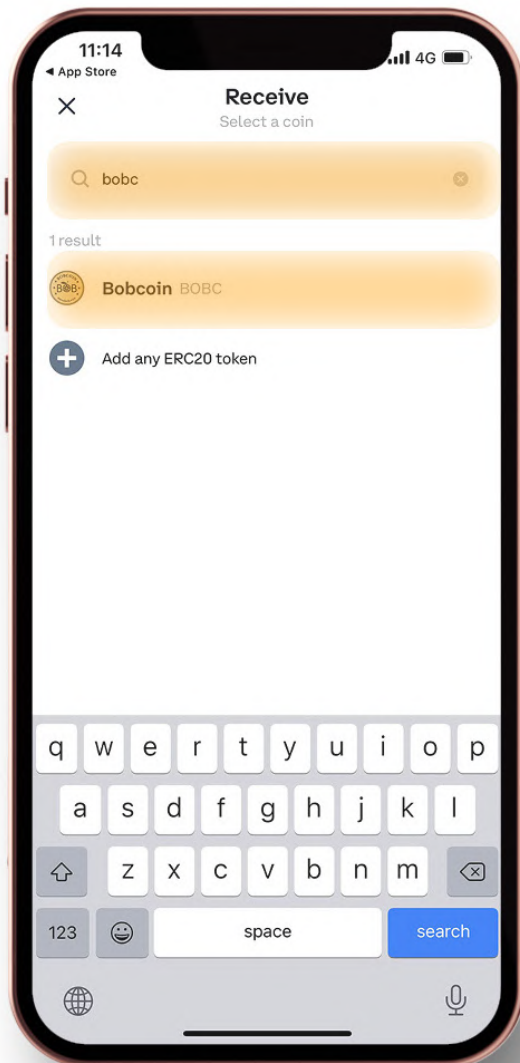 11:14
4G
◀ App Store
Receive
Select a coin
bobc
1 result
BOB
Bobcoin BOBC
Add any ERC20 token
q w e r t y u i o p
a s d f g h j k l
z x c v b n m
123 space search